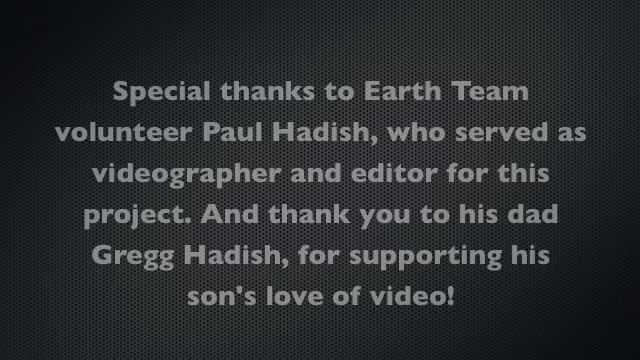 Special thanks to Earth Team
volunteer Paul Hadish, who served as
videographer and editor for this
project. And thank you to his dad
Gregg Hadish, for supporting his
son's love of video!